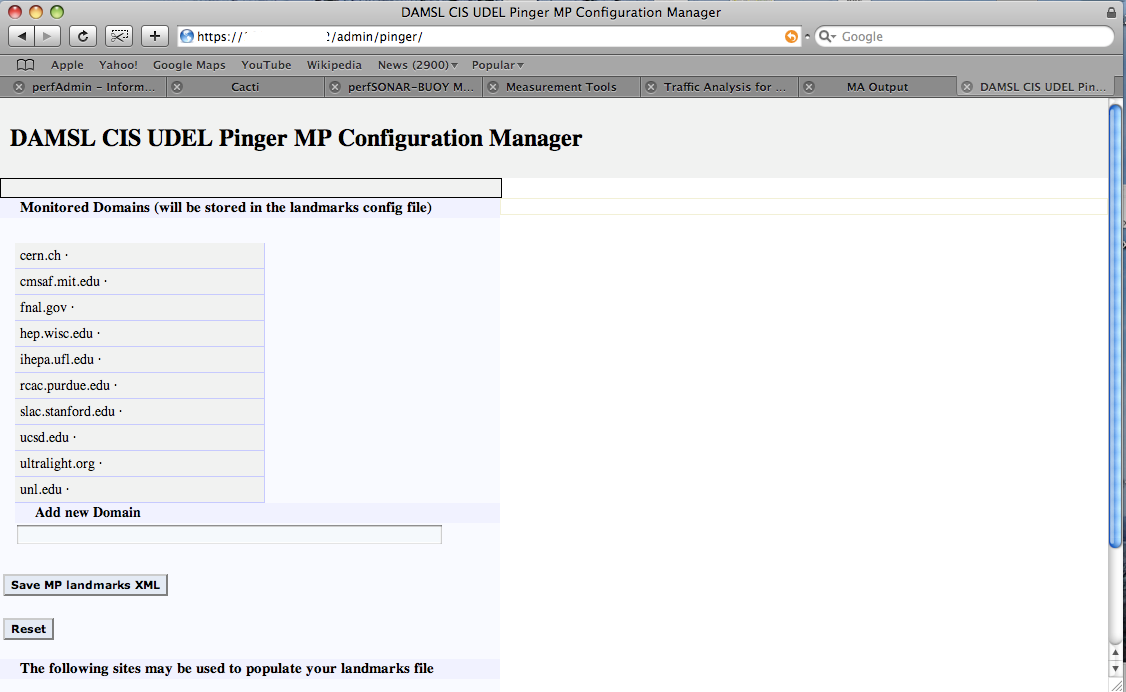 DAMSL CIS UDEL Pinger MP Configuration Manager
https://    2/admin/pinger/
Google
Apple Yahoo! Google Maps YouTube Wikipedia News (2900)▾ Popular▾
perfAdmin – Inform... Cacti perfSONAR-BUOY M... Measurement Tools Traffic Analysis for ... MA Output DAMSL CIS UDEL Pin...
DAMSL CIS UDEL Pinger MP Configuration Manager
Monitored Domains (will be stored in the landmarks config file)
cern.ch ·
cmsaf.mit.edu ·
fnal.gov ·
hep.wisc.edu ·
ihepa.ufl.edu ·
rcac.purdue.edu ·
slac.stanford.edu ·
ucsd.edu ·
ultralight.org ·
unl.edu ·
Add new Domain
Save MP landmarks XML
Reset
The following sites may be used to populate your landmarks file